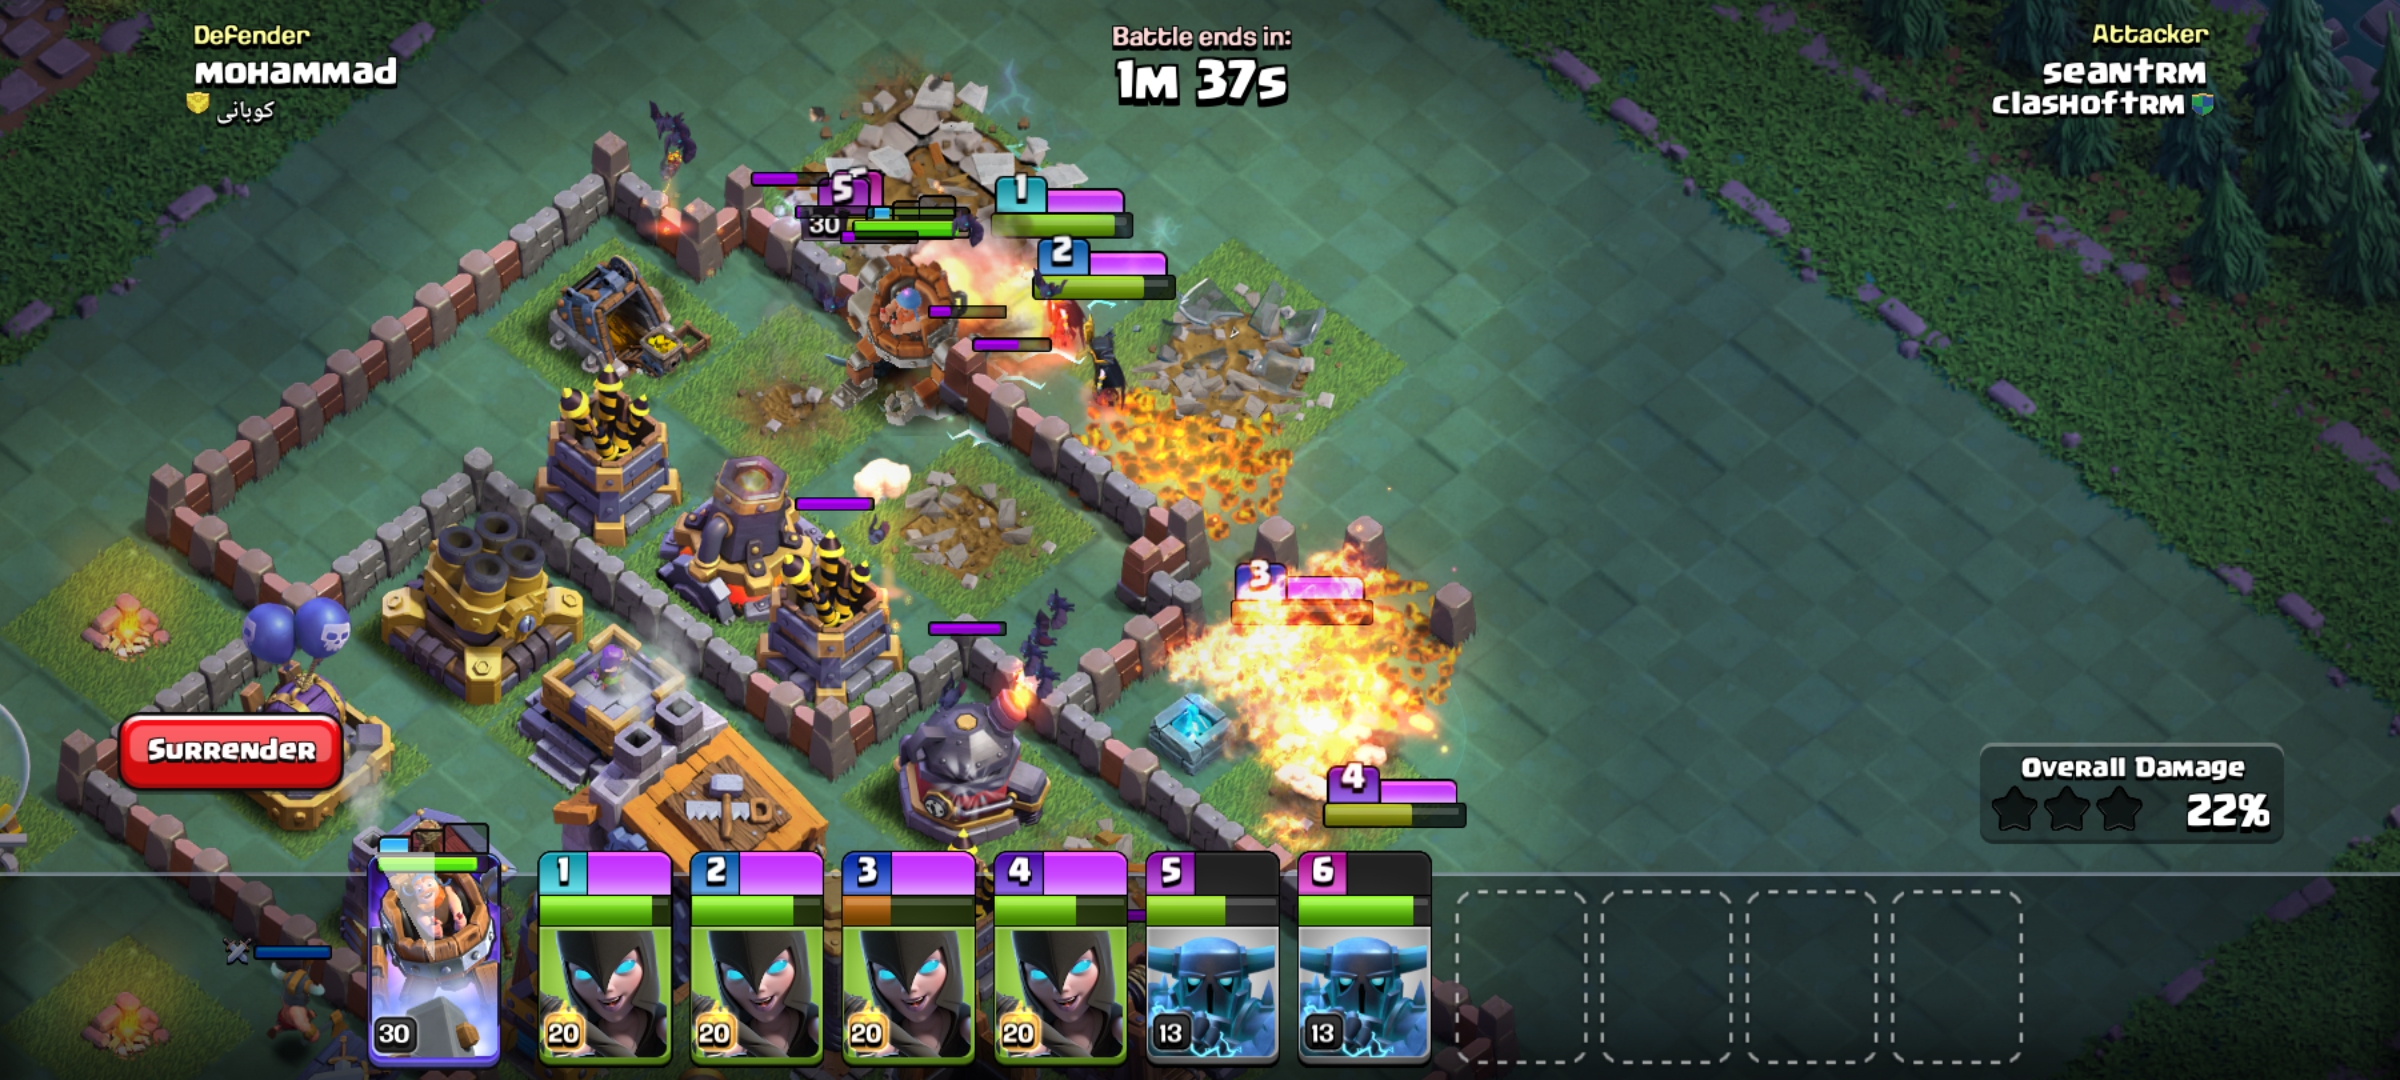 Defender
mohammad
كوبانی
Battle ends in:
1m 37s
Attacker
seantrm
clashoftrm
5
30
1
2
3
4
Surrender
Overall Damage
22%
1
2
3
4
5
6
30
20
20
20
20
13
13